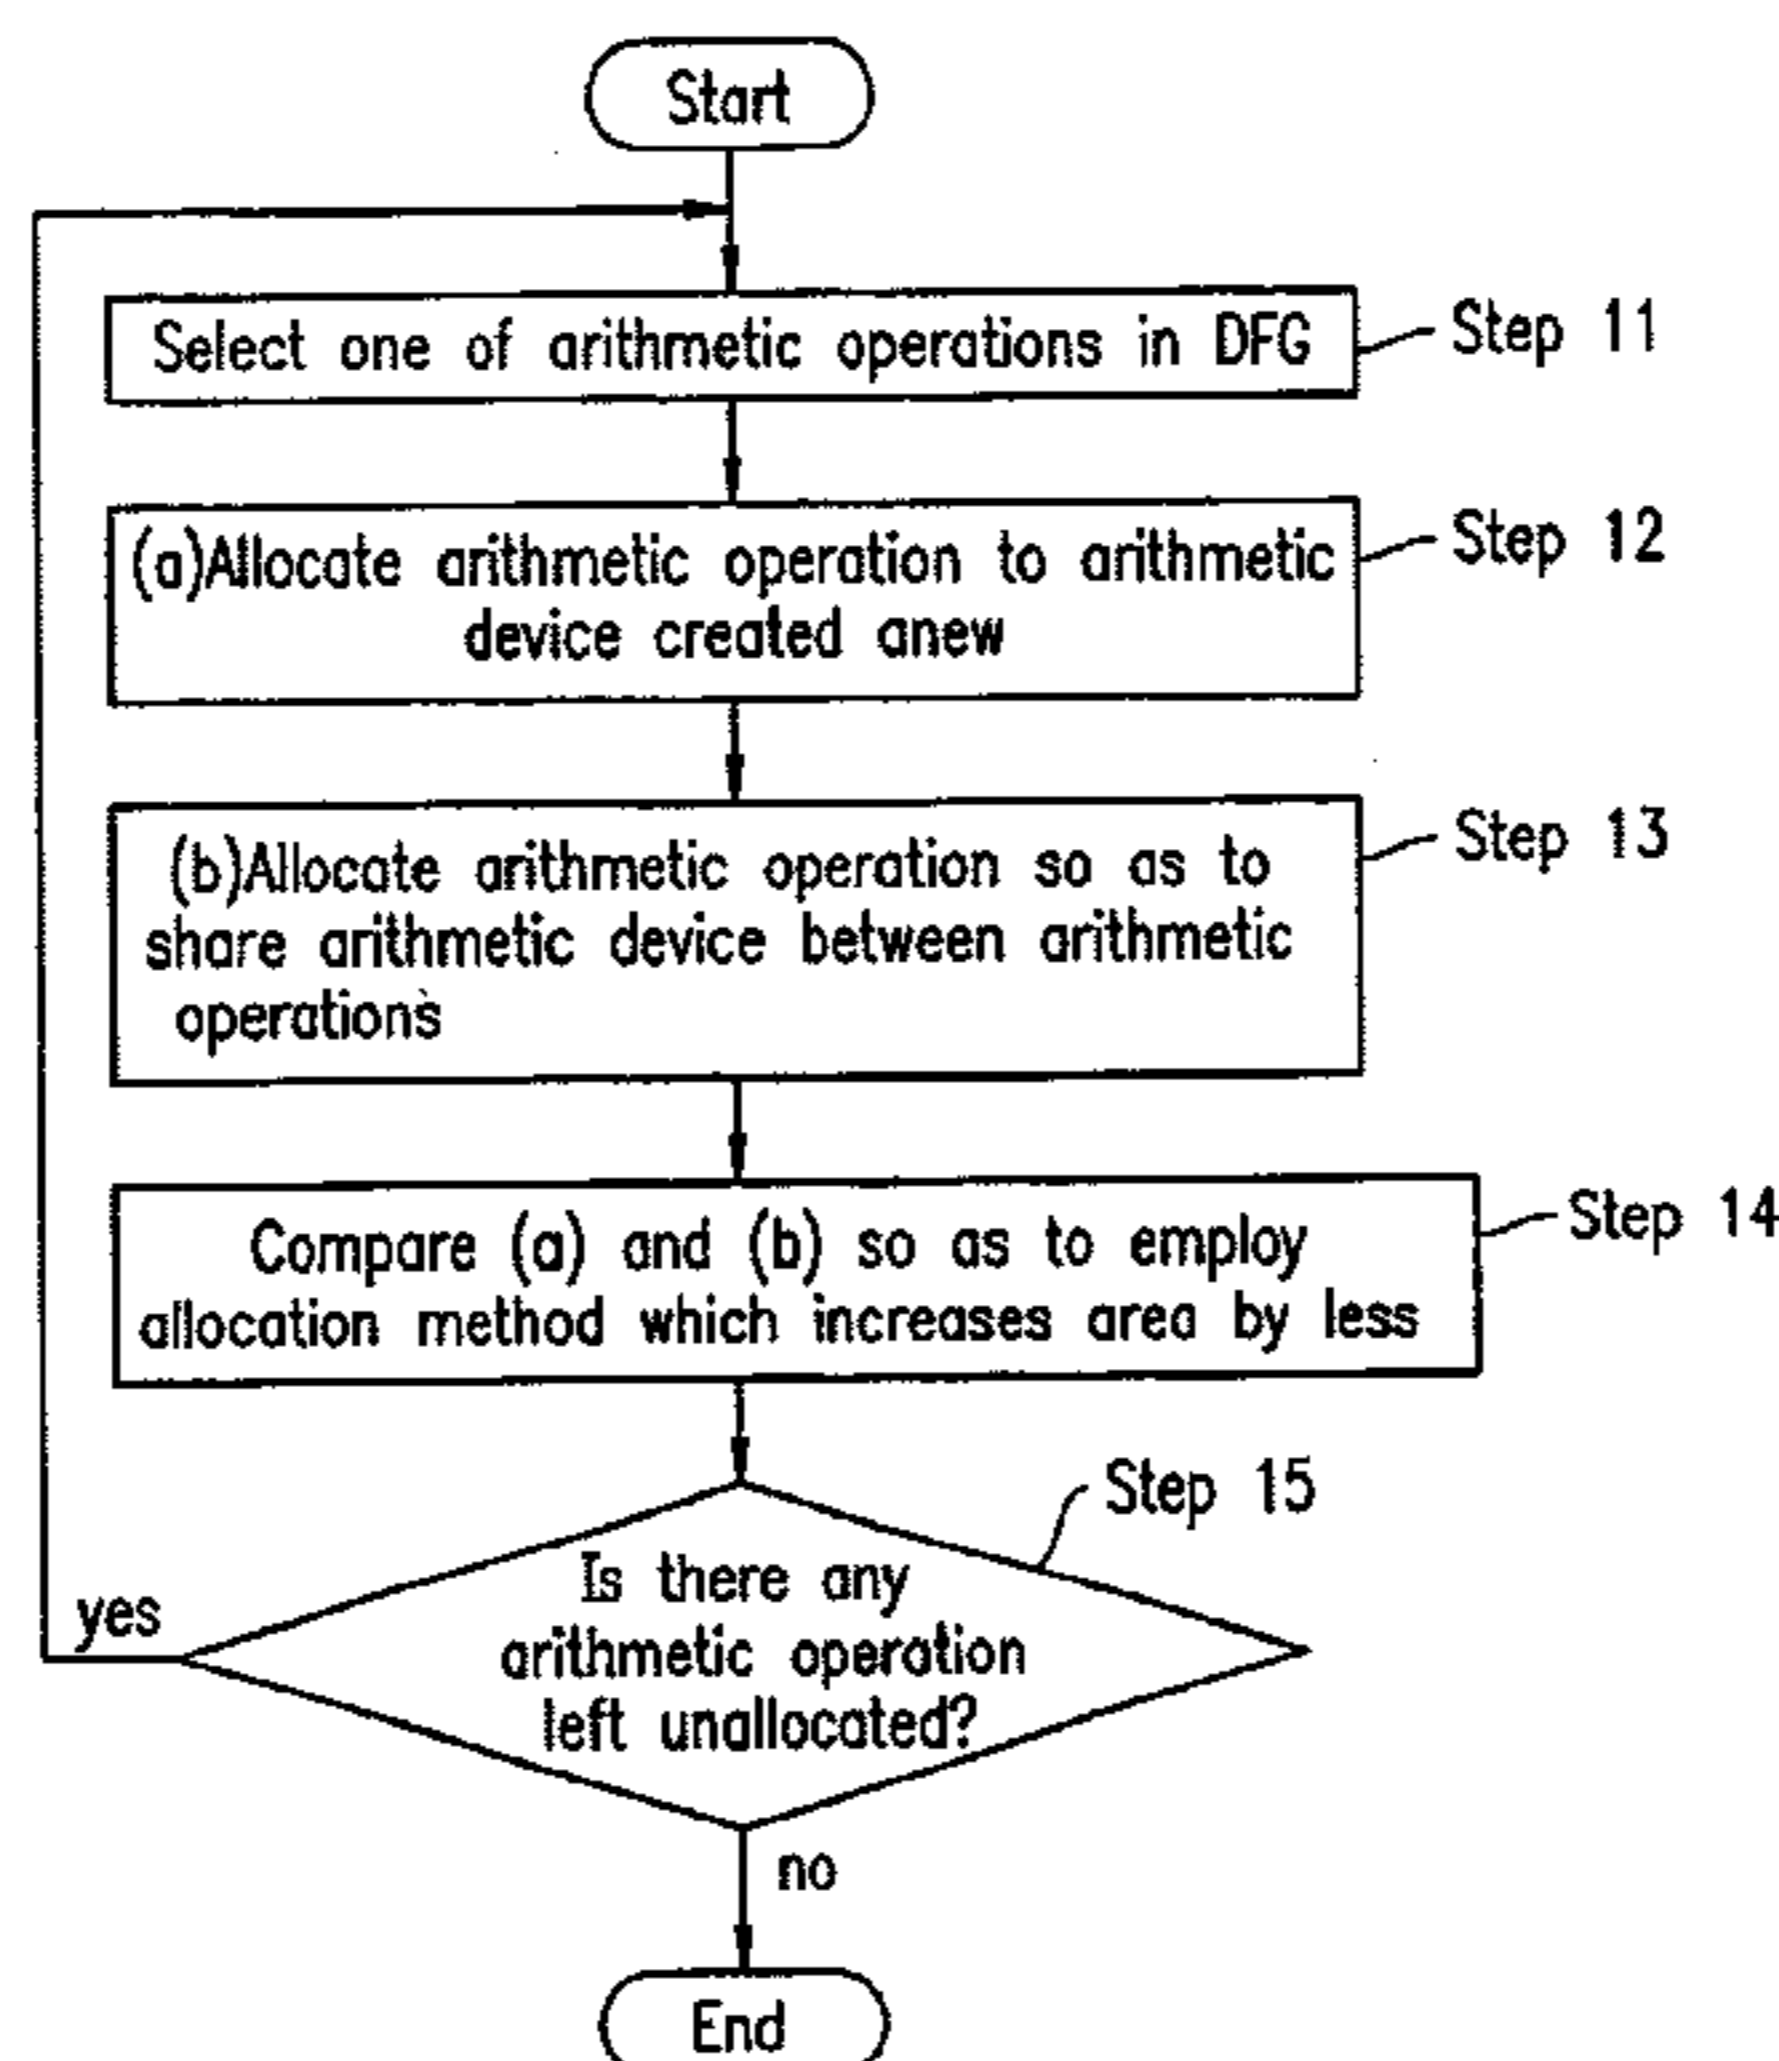 Start
Select one of arithmetic operations in DFG
Step 11
(a)Allocate arithmetic operation to arithmetic
device created anew
Step 12
(b)Allocate arithmetic operation so as to
share arithmetic device between arithmetic
operations
Step 13
Compare (a) and (b) so as to employ
allocation method which increases area by less
Step 14
Step 15
Is there any
arithmetic operation
left unallocated?
yes
no
End